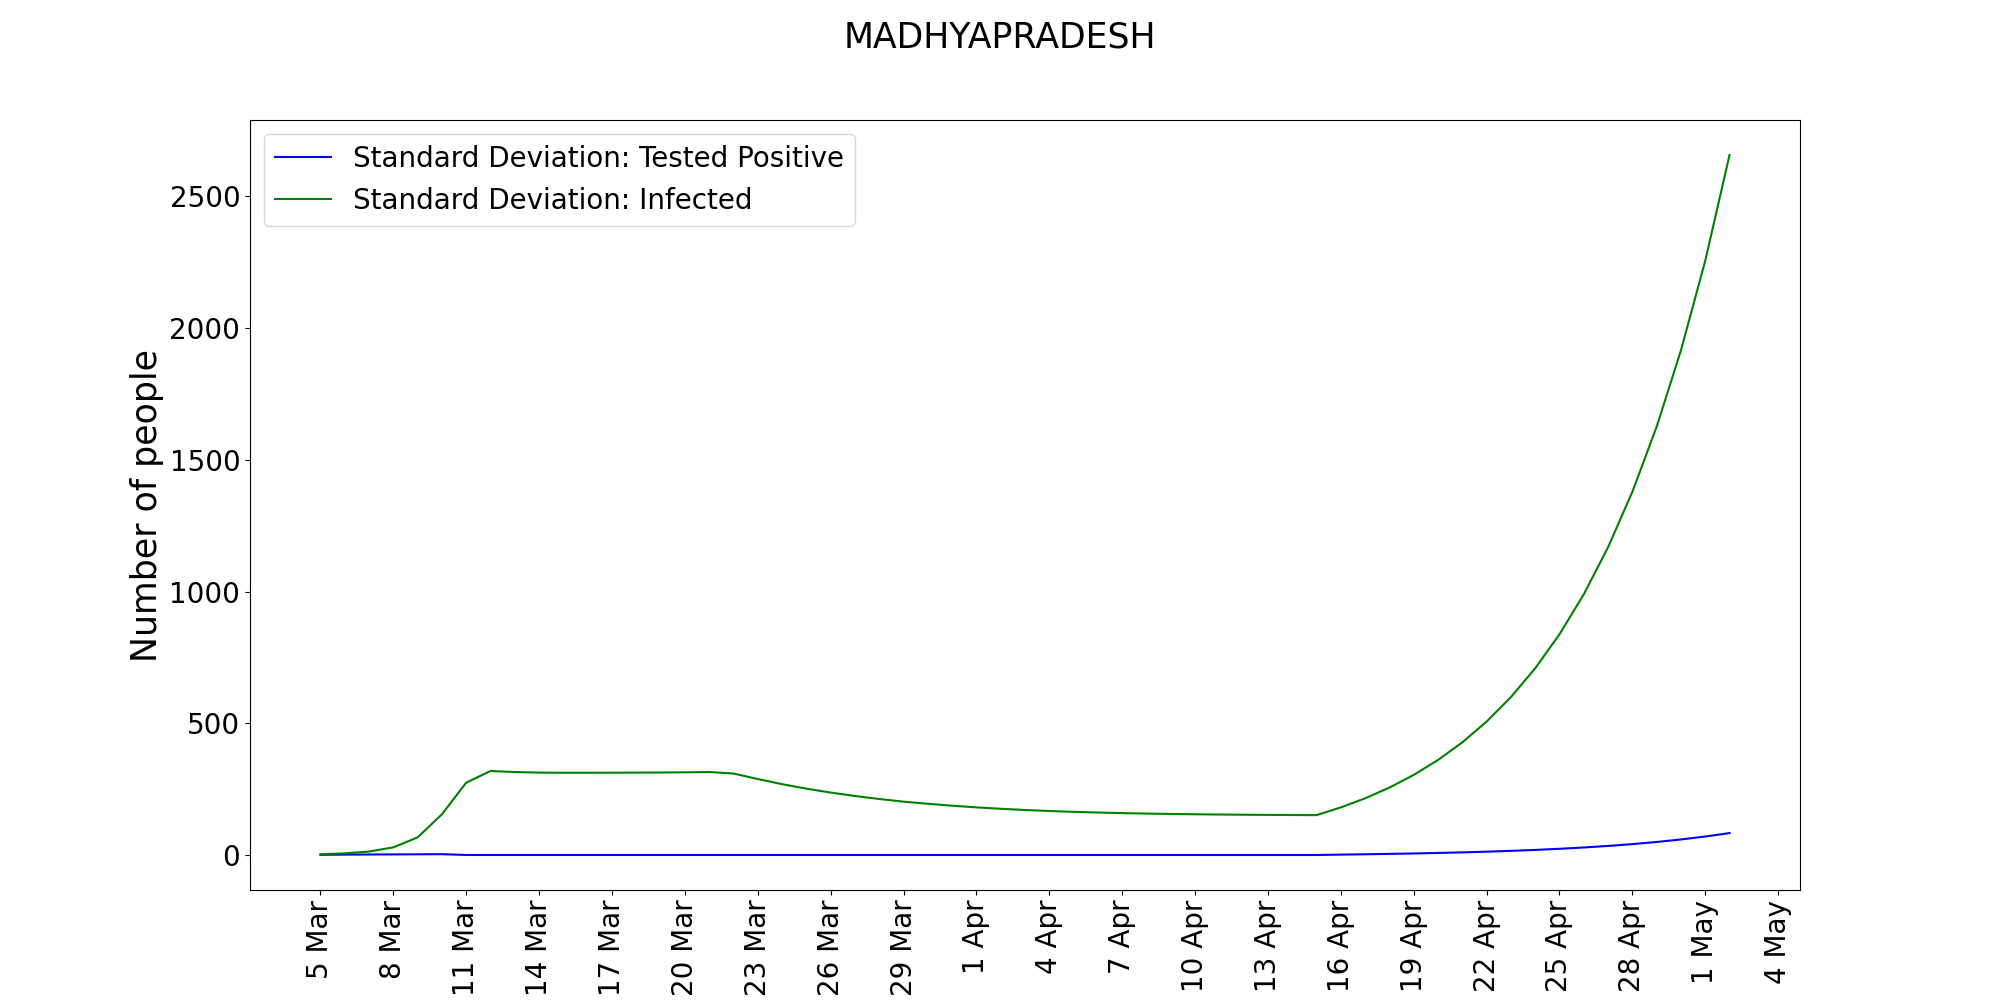 MADHYAPRADESH
Standard Deviation: Tested Positive
Standard Deviation: Infected
Number of people
2500
2000
1500
1000
500
0
5 Mar
8 Mar
11 Mar
14 Mar
17 Mar
20 Mar
23 Mar
26 Mar
29 Mar
1 Apr
4 Apr
7 Apr
10 Apr
13 Apr
16 Apr
19 Apr
22 Apr
25 Apr
28 Apr
1 May
4 May